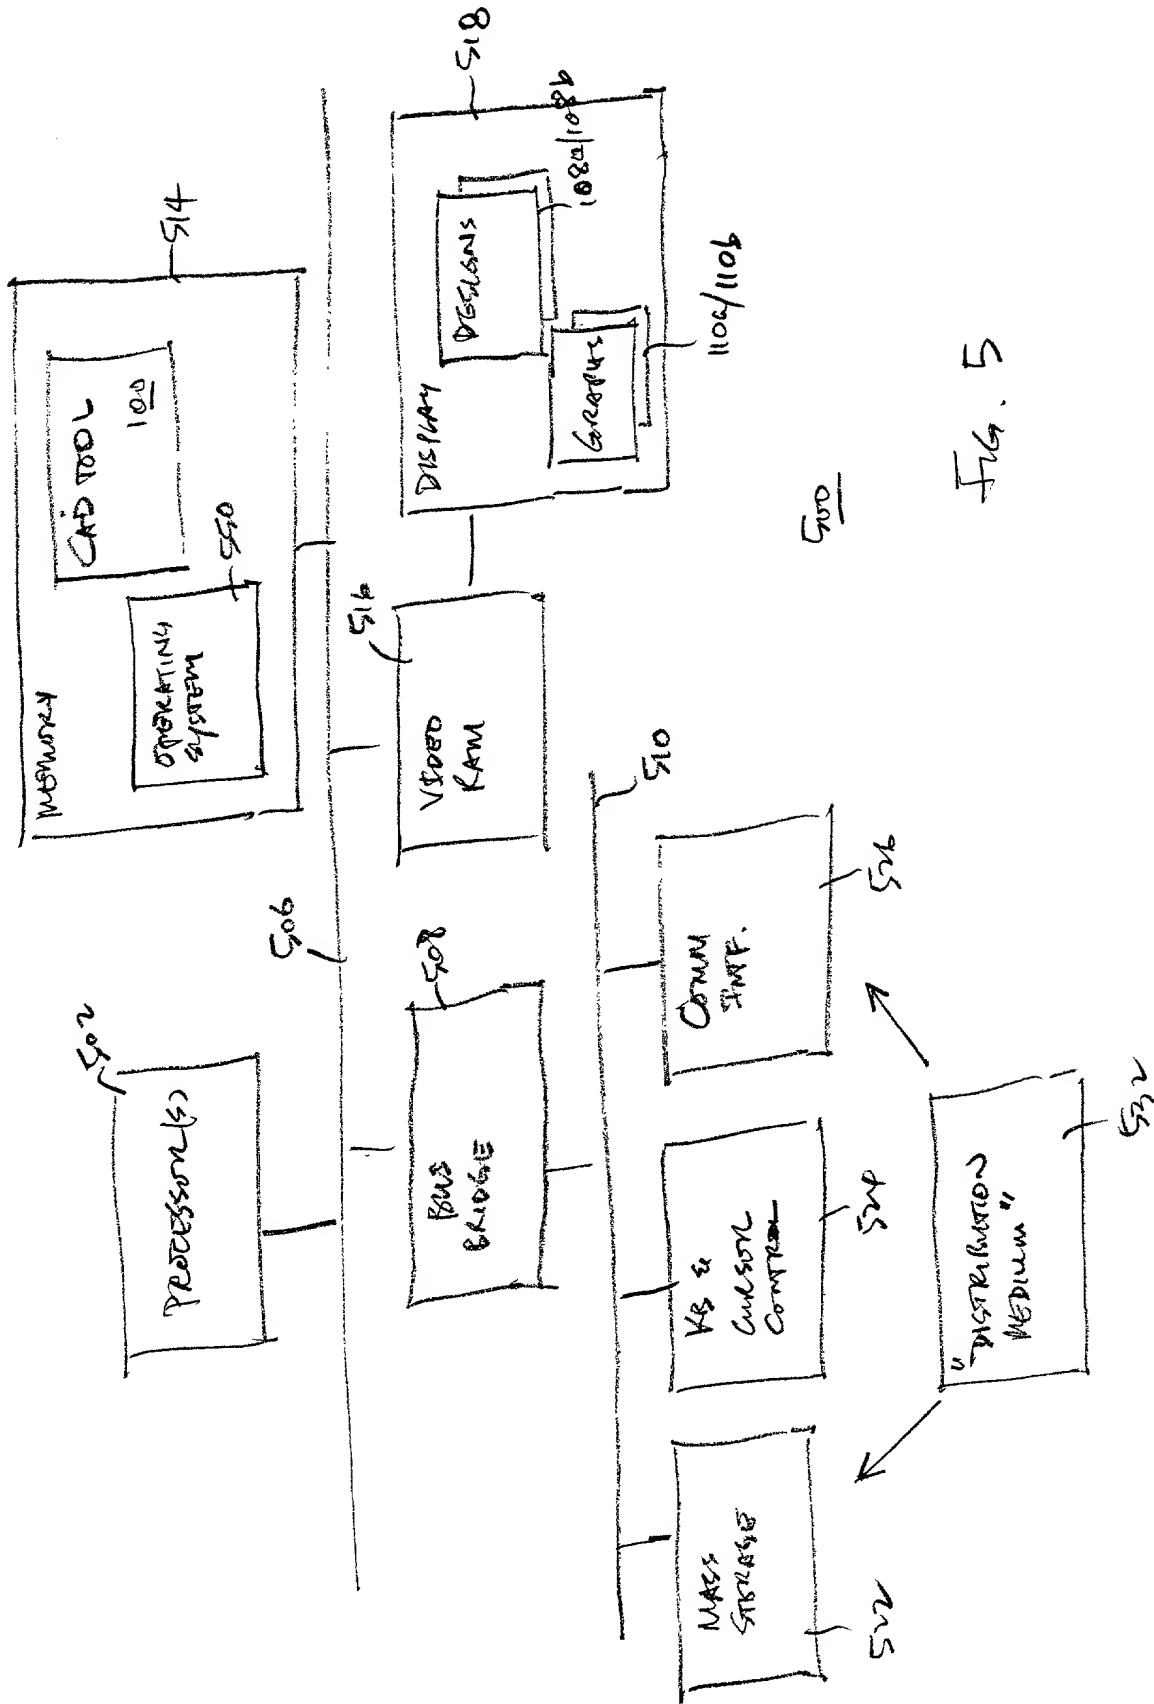 PROCESSOR(S)
502
506
MEMORY
OPERATING
SYSTEM
550
CAD TOOL
100
514
BUS
BRIDGE
508
VIDEO
RAM
516
DISPLAY
GRAPHS
DESIGNS
518
108a/108b
110a/110b
510
MASS
STORAGE
522
KB &
CURSOR
CONTROL
524
COMM
INTF.
526
"DISTRIBUTION
MEDIUM"
532
500
FIG. 5